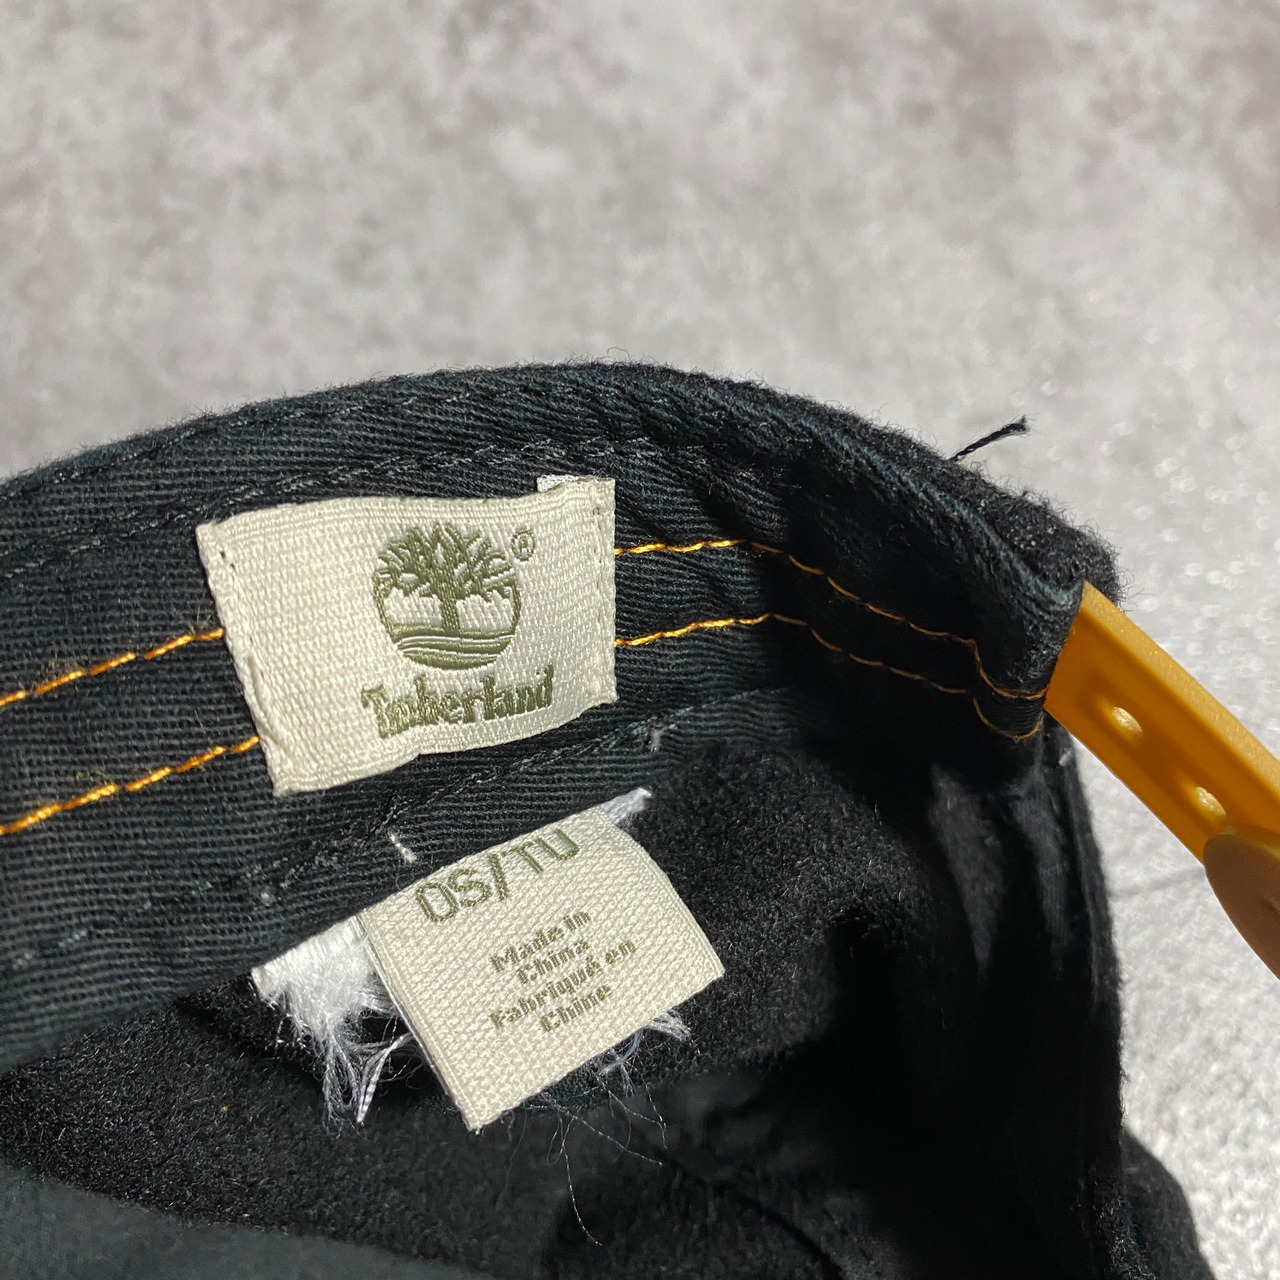 ®
Timberland
OS/TU
Made in
China
Fabriqué en
Chine